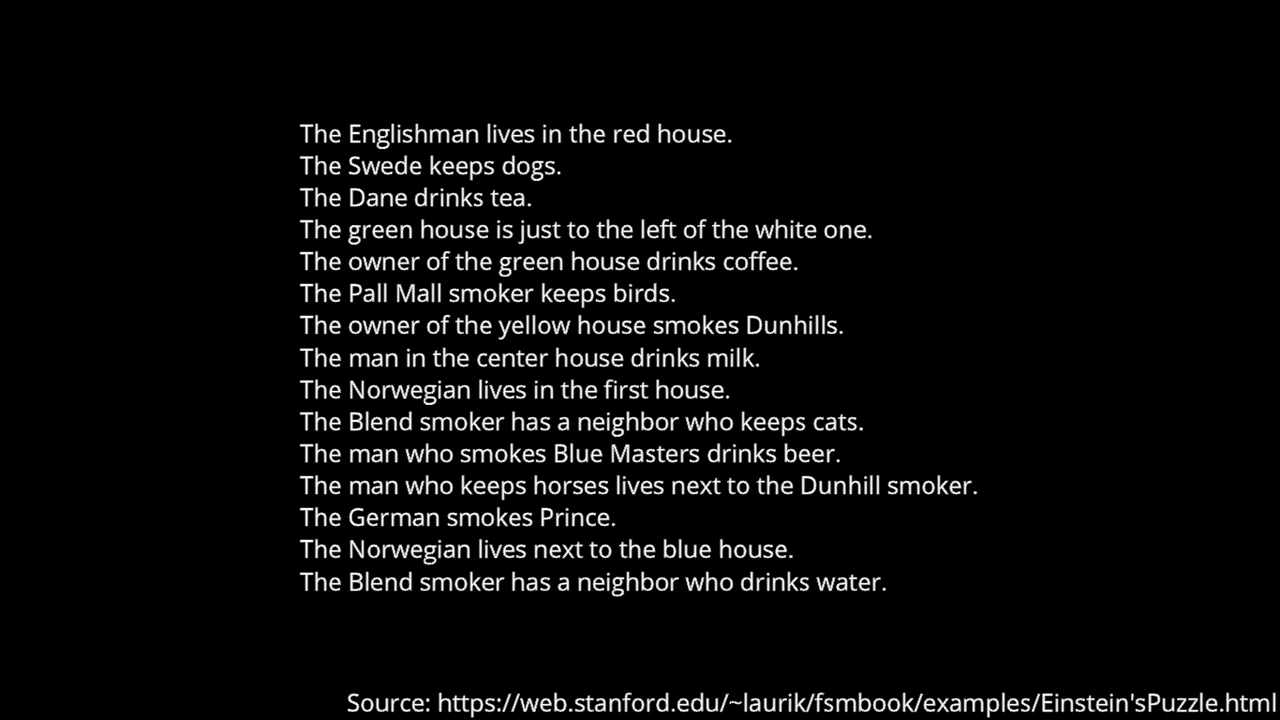 The Englishman lives in the red house.
The Swede keeps dogs.
The Dane drinks tea.
The green house is just to the left of the white one.
The owner of the green house drinks coffee.
The Pall Mall smoker keeps birds.
The owner of the yellow house smokes Dunhills.
The man in the center house drinks milk.
The Norwegian lives in the first house.
The Blend smoker has a neighbor who keeps cats.
The man who smokes Blue Masters drinks beer.
The man who keeps horses lives next to the Dunhill smoker.
The German smokes Prince.
The Norwegian lives next to the blue house.
The Blend smoker has a neighbor who drinks water.
Source: https://web.stanford.edu/~laurik/fsmbook/examples/Einstein'sPuzzle.html